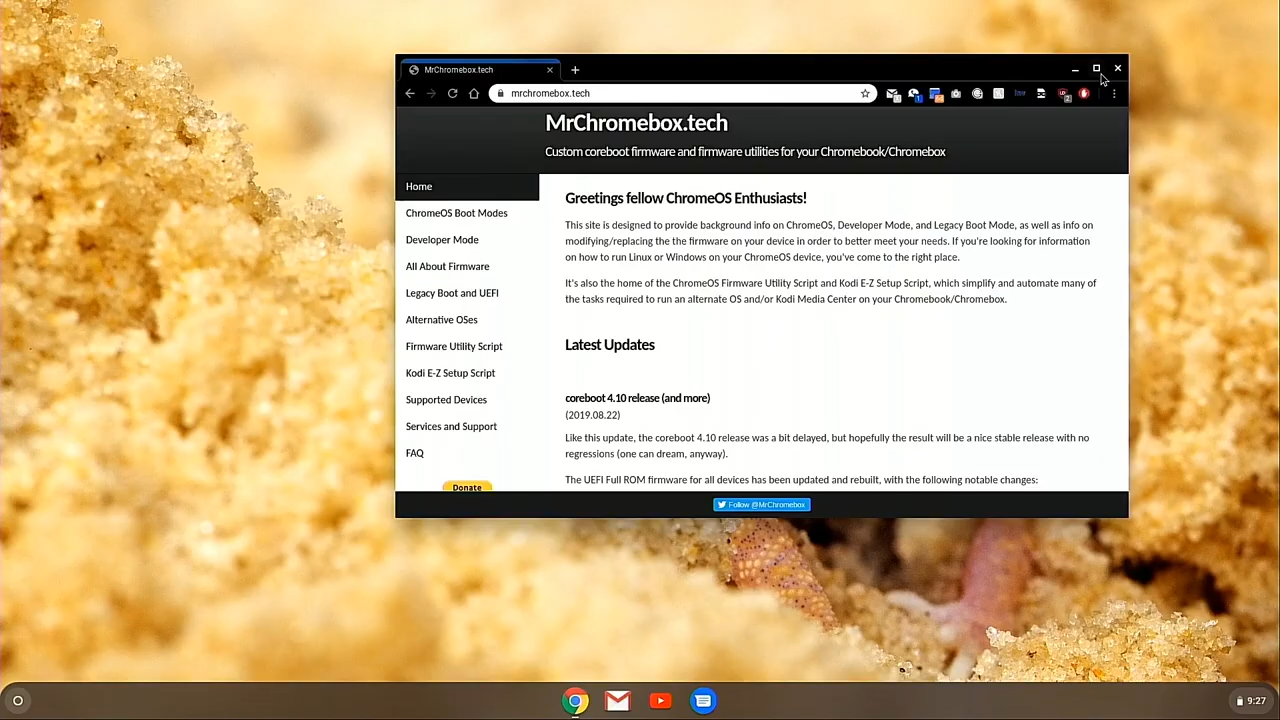 MrChromebox.tech
mrchromebox.tech
MrChromebox.tech
Custom coreboot firmware and firmware utilities for your Chromebook/Chromebox
Home
ChromeOS Boot Modes
Developer Mode
All About Firmware
Legacy Boot and UEFI
Alternative OSes
Firmware Utility Script
Kodi E-Z Setup Script
Supported Devices
Services and Support
FAQ
Donate
Greetings fellow ChromeOS Enthusiasts!
This site is designed to provide background info on ChromeOS, Developer Mode, and Legacy Boot Mode, as well as info on
modifying/replacing the the firmware on your device in order to better meet your needs. If you're looking for information
on how to run Linux or Windows on your ChromeOS device, you've come to the right place.
It's also the home of the ChromeOS Firmware Utility Script and Kodi E-Z Setup Script, which simplify and automate many of
the tasks required to run an alternate OS and/or Kodi Media Center on your Chromebook/Chromebox.
Latest Updates
coreboot 4.10 release (and more)
(2019.08.22)
Like this update, the coreboot 4.10 release was a bit delayed, but hopefully the result will be a nice stable release with no
regressions (one can dream, anyway).
The UEFI Full ROM firmware for all devices has been updated and rebuilt, with the following notable changes:
Follow @MrChromebox
9:27